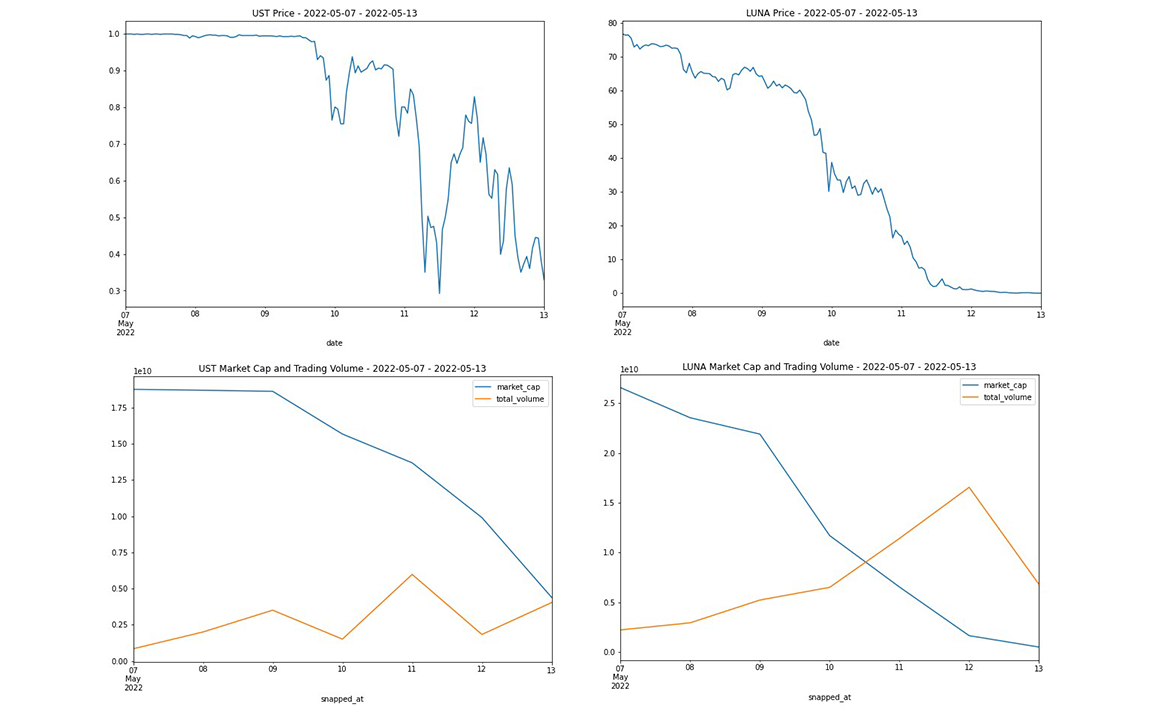 UST Price - 2022-05-07 - 2022-05-13
1.0
0.9
0.8
0.7
0.6
0.5
0.4
0.3
07 08 09 10 11 12 13
May
2022
date
LUNA Price - 2022-05-07 - 2022-05-13
80
70
60
50
40
30
20
10
0
07 08 09 10 11 12 13
May
2022
date
UST Market Cap and Trading Volume - 2022-05-07 - 2022-05-13
1e10
market_cap
total_volume
1.75
1.50
1.25
1.00
0.75
0.50
0.25
0.00
07 08 09 10 11 12 13
May
2022
snapped_at
LUNA Market Cap and Trading Volume - 2022-05-07 - 2022-05-13
1e10
market_cap
total_volume
2.5
2.0
1.5
1.0
0.5
0.0
07 08 09 10 11 12 13
May
2022
snapped_at